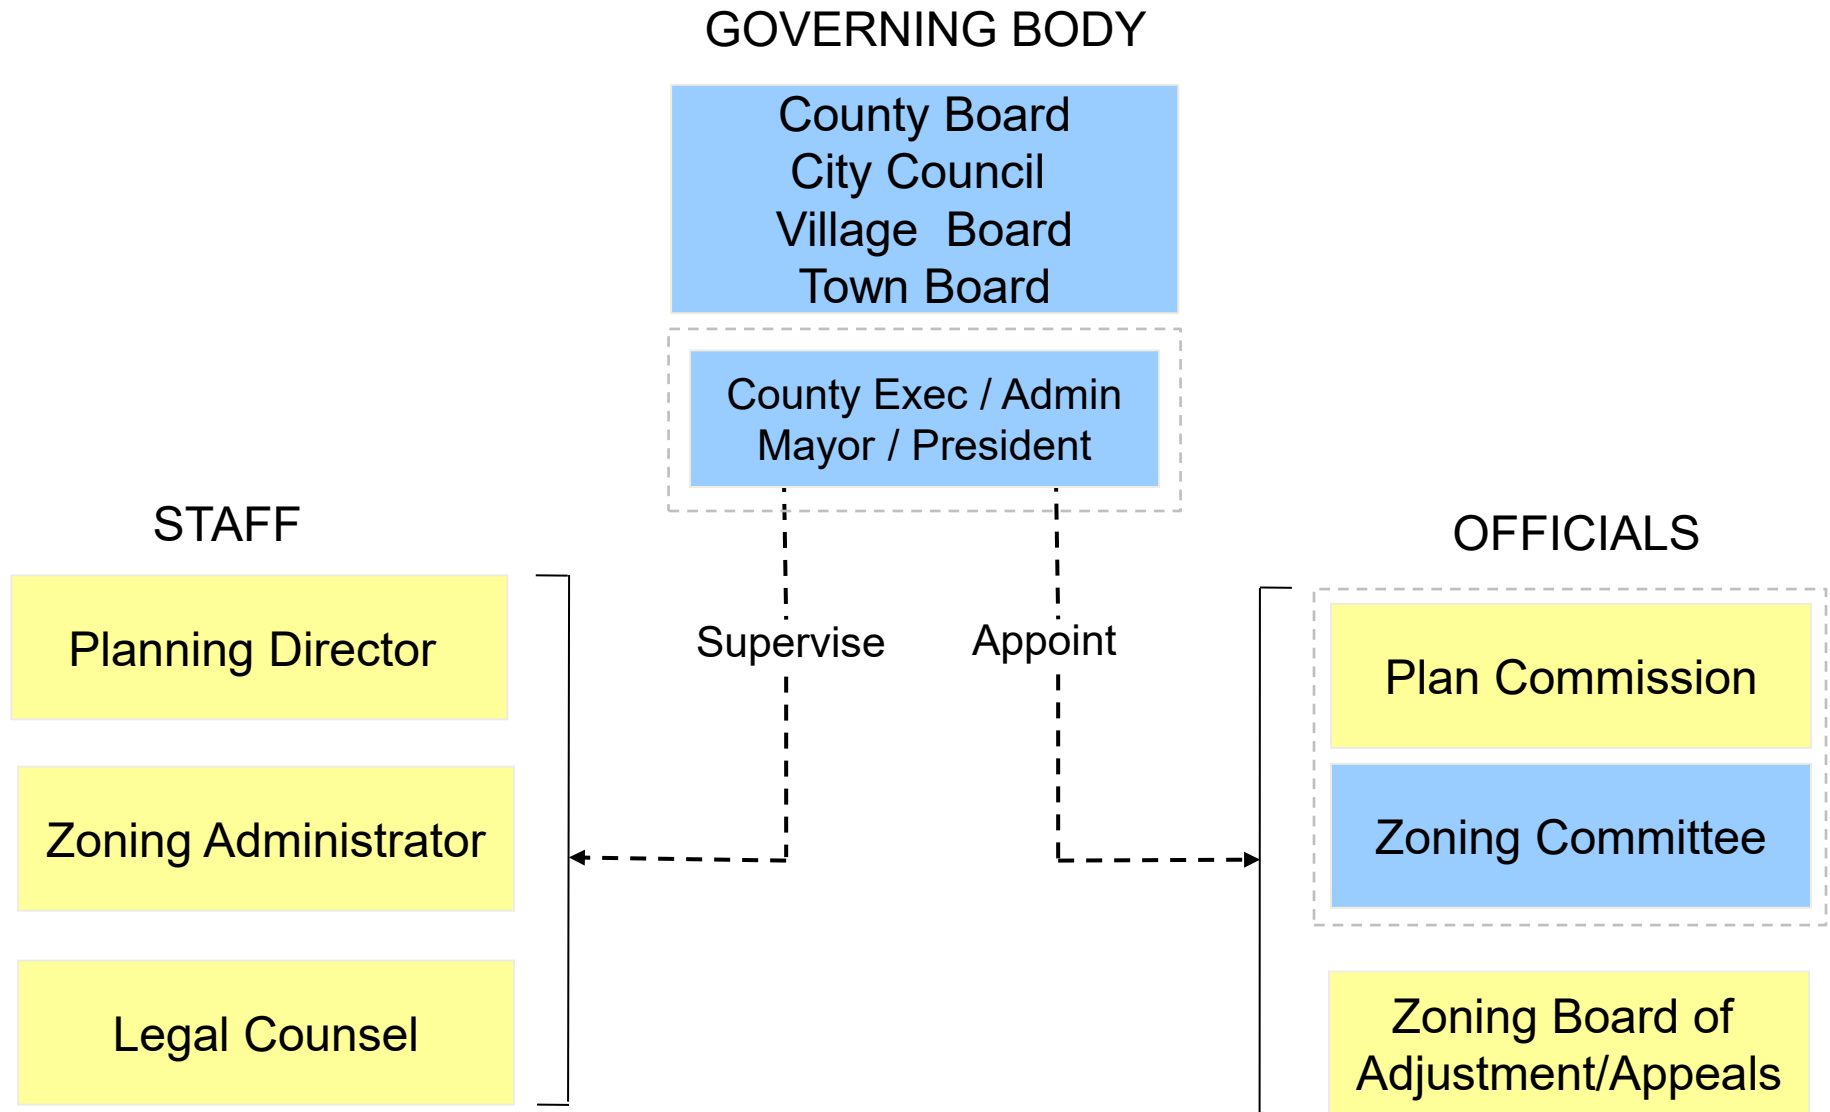 GOVERNING BODY
County Board
City Council
Village  Board
Town Board
County Exec / Admin
Mayor / President
STAFF
OFFICIALS
Supervise
Appoint
Planning Director
Zoning Administrator
Legal Counsel
Plan Commission
Zoning Committee
Zoning Board of
Adjustment/Appeals